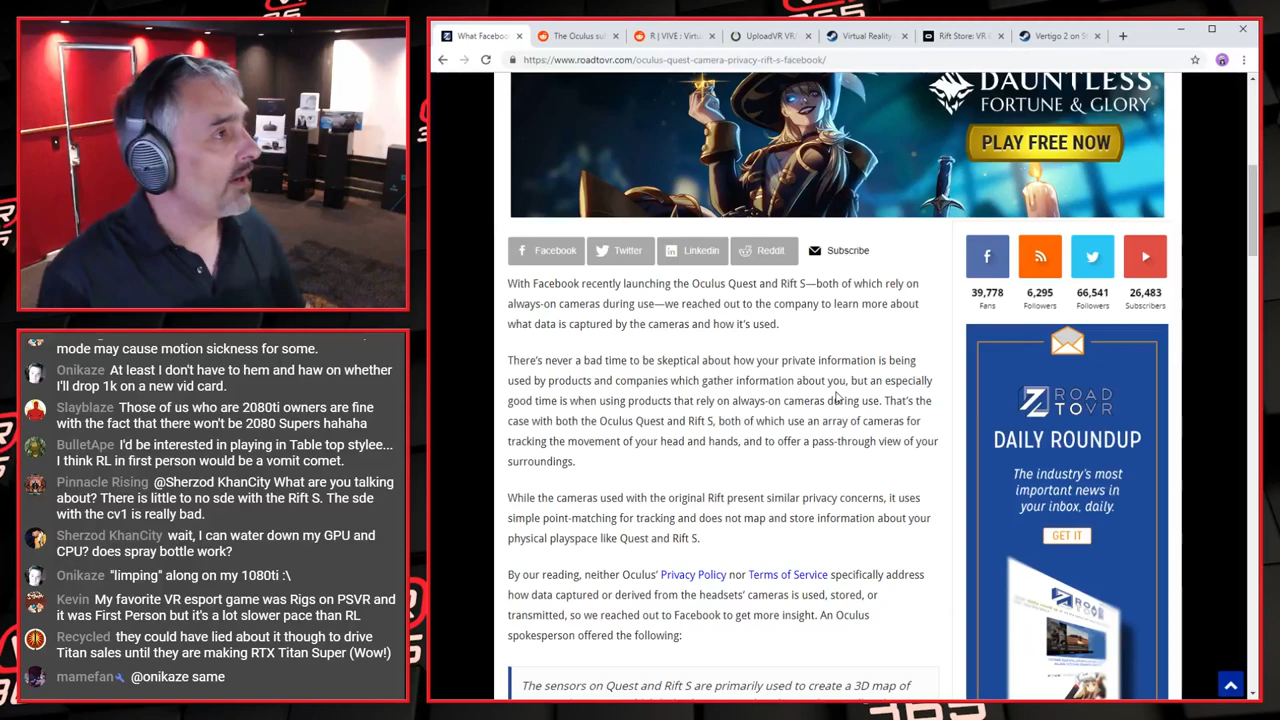 mode may cause motion sickness for some.
Onikaze At least I don't have to hem and haw on whether
I'll drop 1k on a new vid card.
Slayblaze Those of us who are 2080ti owners are fine
with the fact that there won't be 2080 Supers hahaha
BulletApe I'd be interested in playing in Table top stylee...
I think RL in first person would be a vomit comet.
Pinnacle Rising @Sherzod KhanCity What are you talking
about? There is little to no sde with the Rift S. The sde
with the cv1 is really bad.
Sherzod KhanCity wait, I can water down my GPU and
CPU? does spray bottle work?
Onikaze "limping" along on my 1080ti :\
Kevin My favorite VR esport game was Rigs on PSVR and
it was First Person but it's a lot slower pace than RL
Recycled they could have lied about it though to drive
Titan sales until they are making RTX Titan Super (Wow!)
mamefan @onikaze same
What Faceboo
The Oculus su
R | VIVE : Virtu
UploadVR VR
Virtual Reality
Rift Store: VR
Vertigo 2 on S
https://www.roadtovr.com/oculus-quest-camera-privacy-rift-s-facebook/
DAUNTLESS
FORTUNE & GLORY
PLAY FREE NOW
Facebook
Twitter
Linkedin
Reddit
Subscribe
With Facebook recently launching the Oculus Quest and Rift S—both of which rely on
always-on cameras during use—we reached out to the company to learn more about
what data is captured by the cameras and how it's used.
There's never a bad time to be skeptical about how your private information is being
used by products and companies which gather information about you, but an especially
good time is when using products that rely on always-on cameras during use. That's the
case with both the Oculus Quest and Rift S, both of which use an array of cameras for
tracking the movement of your head and hands, and to offer a pass-through view of your
surroundings.
While the cameras used with the original Rift present similar privacy concerns, it uses
simple point-matching for tracking and does not map and store information about your
physical playspace like Quest and Rift S.
By our reading, neither Oculus' Privacy Policy nor Terms of Service specifically address
how data captured or derived from the headsets' cameras is used, stored, or
transmitted, so we reached out to Facebook to get more insight. An Oculus
spokesperson offered the following:
The sensors on Quest and Rift S are primarily used to create a 3D map of
39,778
Fans
6,295
Followers
66,541
Followers
26,483
Subscribers
ROAD
TOVR
DAILY ROUNDUP
The industry's most
important news in
your inbox, daily.
GET IT